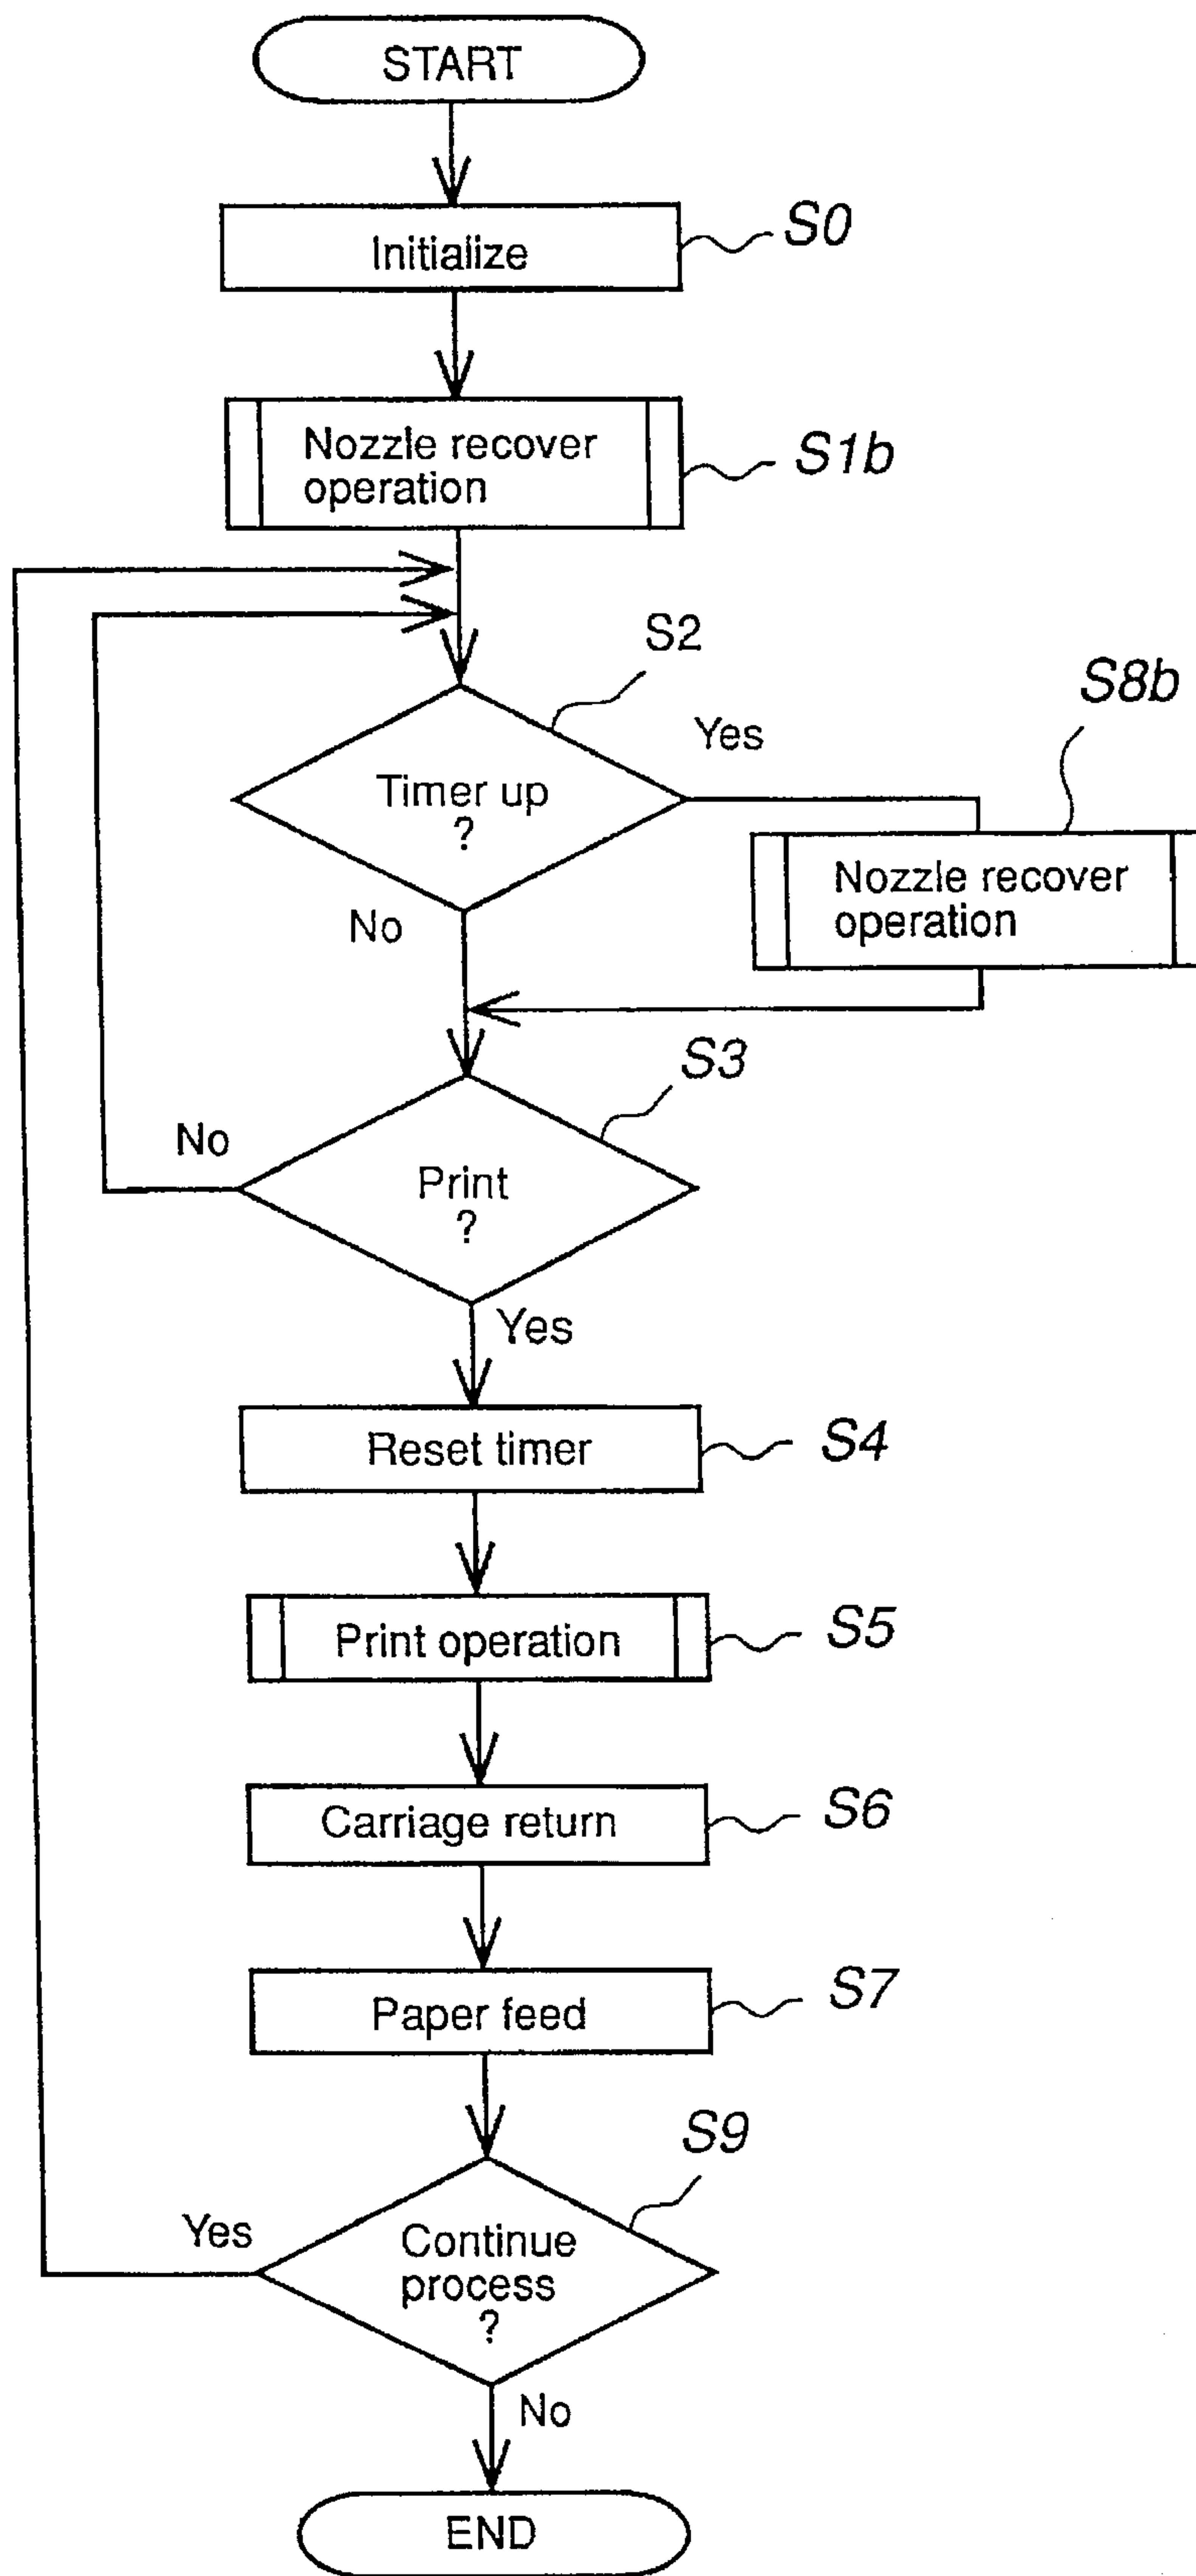 START
Initialize
S0
Nozzle recover
operation
S1b
S2
Yes
S8b
Timer up
?
Nozzle recover
operation
No
S3
No
Print
?
Yes
Reset timer
S4
Print operation
S5
Carriage return
S6
Paper feed
S7
S9
Yes
Continue
process
?
No
END